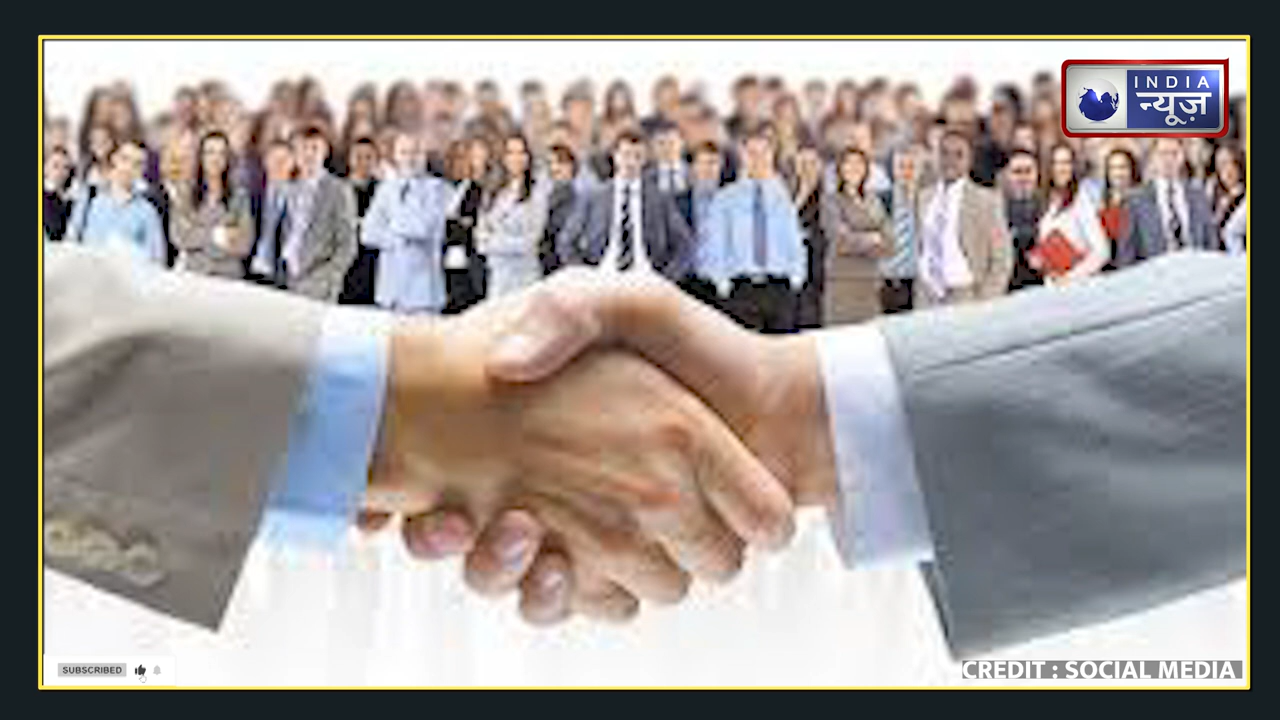 INDIA
न्यूज़
SUBSCRIBED
CREDIT : SOCIAL MEDIA